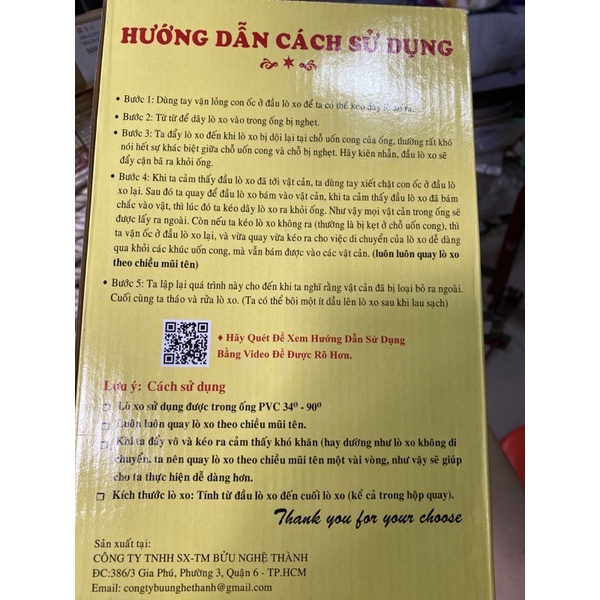 HƯỚNG DẪN CÁCH SỬ DỤNG
• Bước 1: Dùng tay vặn lỏng con ốc ở đầu lò xo để ta có thể kéo dây lò xo ra.
• Bước 2: Từ từ để dây lò xo vào trong ống bị nghẹt.
• Bước 3: Ta đẩy lò xo đến khi lò xo bị dội lại tại chỗ uốn cong của ống, thường rất khó
nói hết sự khác biệt giữa chỗ uốn cong và chỗ bị nghẹt. Hãy kiên nhẫn, đầu lò xo sẽ
đẩy cặn bã ra khỏi ống.
• Bước 4: Khi ta cảm thấy đầu lò xo đã tới vật cản, ta dùng tay xiết chặt con ốc ở đầu lò
xo lại. Sau đó ta quay để đầu lò xo bám vào vật cản, khi ta cảm thấy đầu lò xo đã bám
chắc vào vật, thì lúc đó ta kéo dây lò xo ra khỏi ống. Như vậy mọi vật cản trong ống sẽ
được lấy ra ngoài. Còn nếu ta kéo lò xo không ra (thường là bị kẹt ở chỗ uốn cong), thì
ta vặn ốc ở đầu lò xo lại, và vừa quay vừa kéo ra cho việc di chuyển của lò xo dễ dàng
qua khỏi các khúc uốn cong, mà vẫn bám được vào các vật cản. (luôn luôn quay lò xo
theo chiều mũi tên)
• Bước 5: Ta lập lại quá trình này cho đến khi ta nghĩ rằng vật cản đã bị loại bỏ ra ngoài.
Cuối cùng ta tháo và rửa lò xo. (Ta có thể bôi một ít dầu lên lò xo sau khi lau sạch)
♦ Hãy Quét Để Xem Hướng Dẫn Sử Dụng
Bằng Video Để Được Rõ Hơn.
Lưu ý: Cách sử dụng
❒ Lò xo sử dụng được trong ống PVC 34⁰ - 90⁰
❒ Luôn luôn quay lò xo theo chiều mũi tên.
❒ Khi ta đẩy vô và kéo ra cảm thấy khó khăn (hay dường như lò xo không di
chuyển. ta nên quay lò xo theo chiều mũi tên một vài vòng, như vậy sẽ giúp
cho ta thực hiện dễ dàng hơn.
❒ Kích thước lò xo: Tính từ đầu lò xo đến cuối lò xo (kể cả trong hộp quay).
Thank you for your choose
Sản xuất tại:
CÔNG TY TNHH SX-TM BỬU NGHỆ THÀNH
ĐC:386/3 Gia Phú, Phường 3, Quận 6 - TP.HCM
Email: congtybuunghethanh@gmail.com